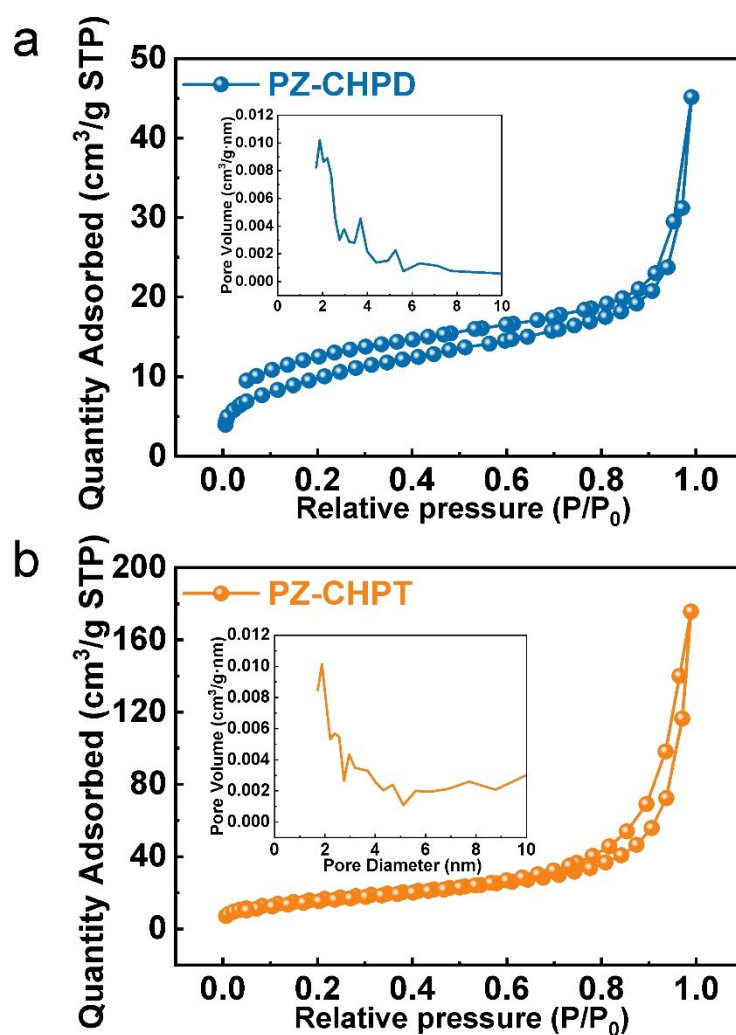 a
PZ-CHPD
Quantity Adsorbed (cm³/g STP)
50
40
30
20
10
0
0.0 0.2 0.4 0.6 0.8 1.0
Relative pressure (P/P₀)
Pore Volume (cm³/g·nm)
0.012
0.010
0.008
0.006
0.004
0.002
0.000
0 2 4 6 8 10
b
PZ-CHPT
Quantity Adsorbed (cm³/g STP)
200
160
120
80
40
0
0.0 0.2 0.4 0.6 0.8 1.0
Relative pressure (P/P₀)
Pore Volume (cm³/g·nm)
0.012
0.010
0.008
0.006
0.004
0.002
0.000
0 2 4 6 8 10
Pore Diameter (nm)